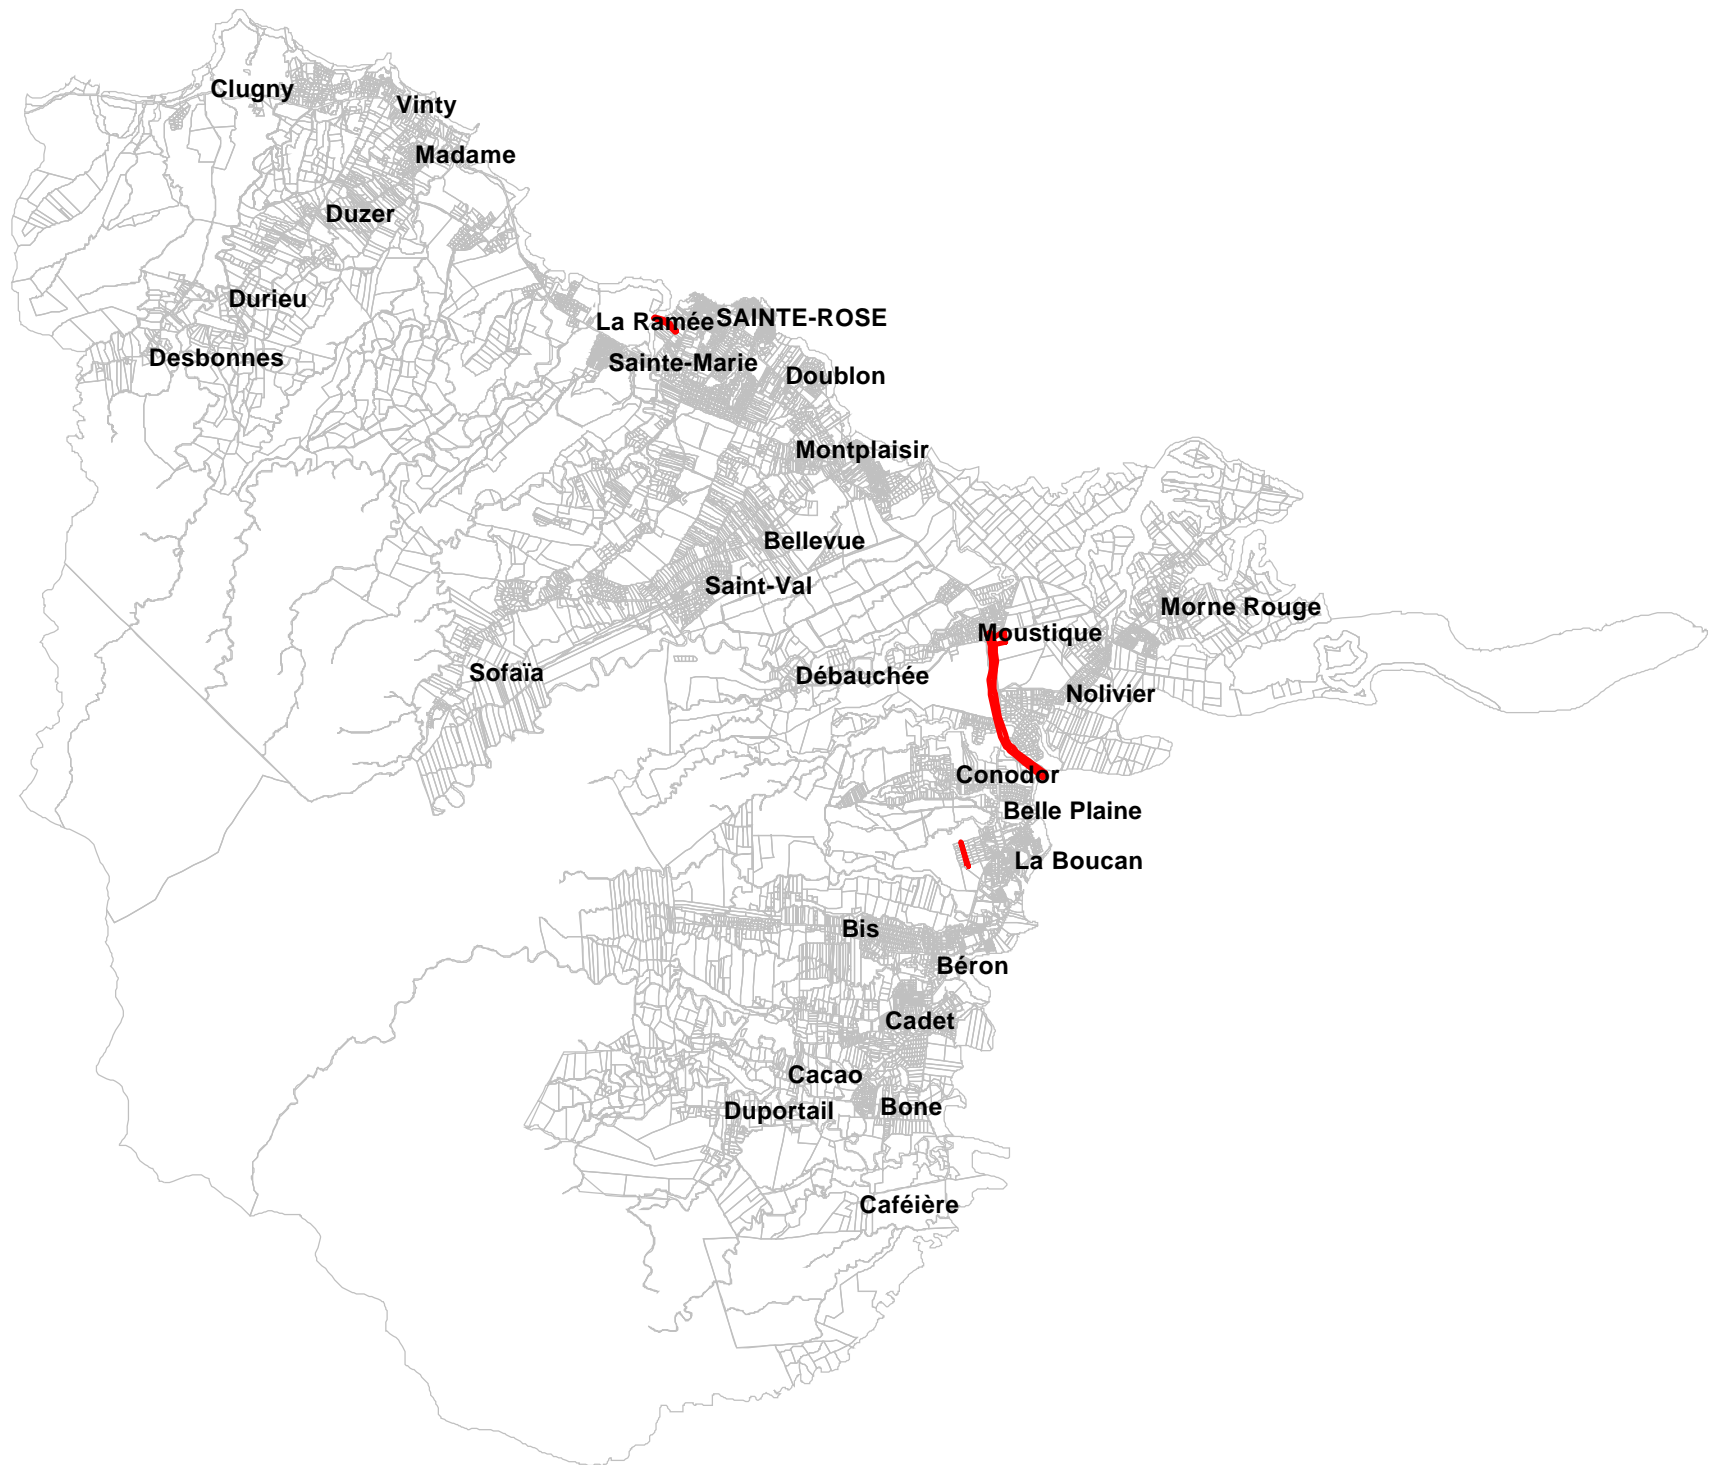 Clugny
Vinty
Madame
Duzer
Durieu
La Ramée
SAINTE-ROSE
Desbonnes
Sainte-Marie
Doublon
Montplaisir
Bellevue
Saint-Val
Morne Rouge
Moustique
Sofaïa
Débauchée
Nolivier
Conodor
Belle Plaine
La Boucan
Bis
Béron
Cadet
Cacao
Duportail
Bone
Caféière